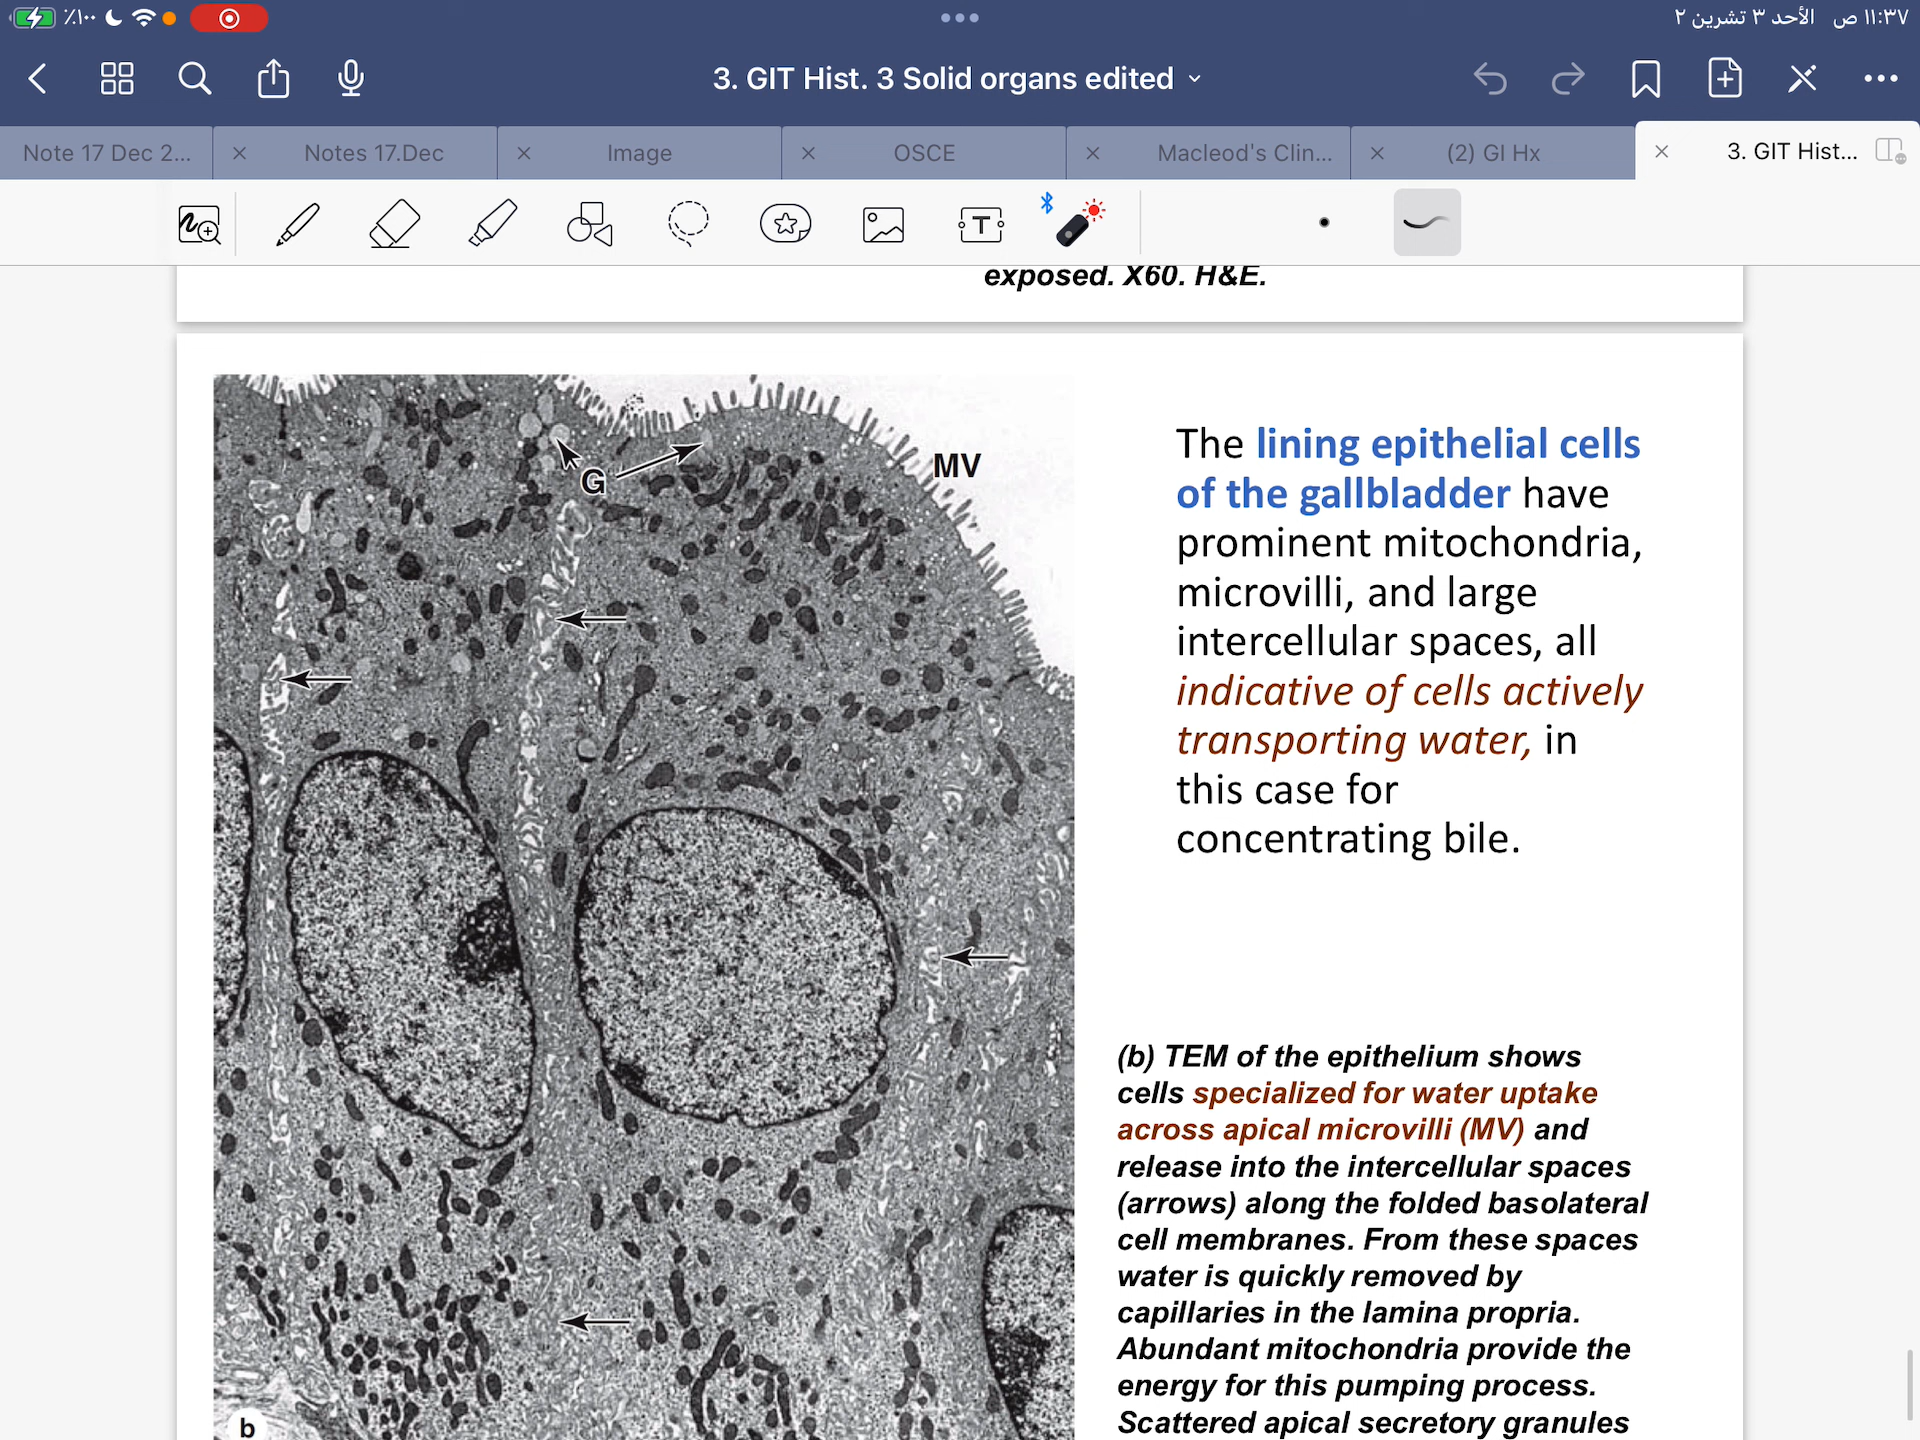 ٪١٠٠
الأحد ٣ تشرين ٢ ١١:٣٧ ص
3. GIT Hist. 3 Solid organs edited
Note 17 Dec 2...
Notes 17.Dec
Image
OSCE
Macleod's Clin...
(2) GI Hx
3. GIT Hist...
exposed. X60. H&E.
G
MV
b
The lining epithelial cells
of the gallbladder have
prominent mitochondria,
microvilli, and large
intercellular spaces, all
indicative of cells actively
transporting water, in
this case for
concentrating bile.
(b) TEM of the epithelium shows
cells specialized for water uptake
across apical microvilli (MV) and
release into the intercellular spaces
(arrows) along the folded basolateral
cell membranes. From these spaces
water is quickly removed by
capillaries in the lamina propria.
Abundant mitochondria provide the
energy for this pumping process.
Scattered apical secretory granules